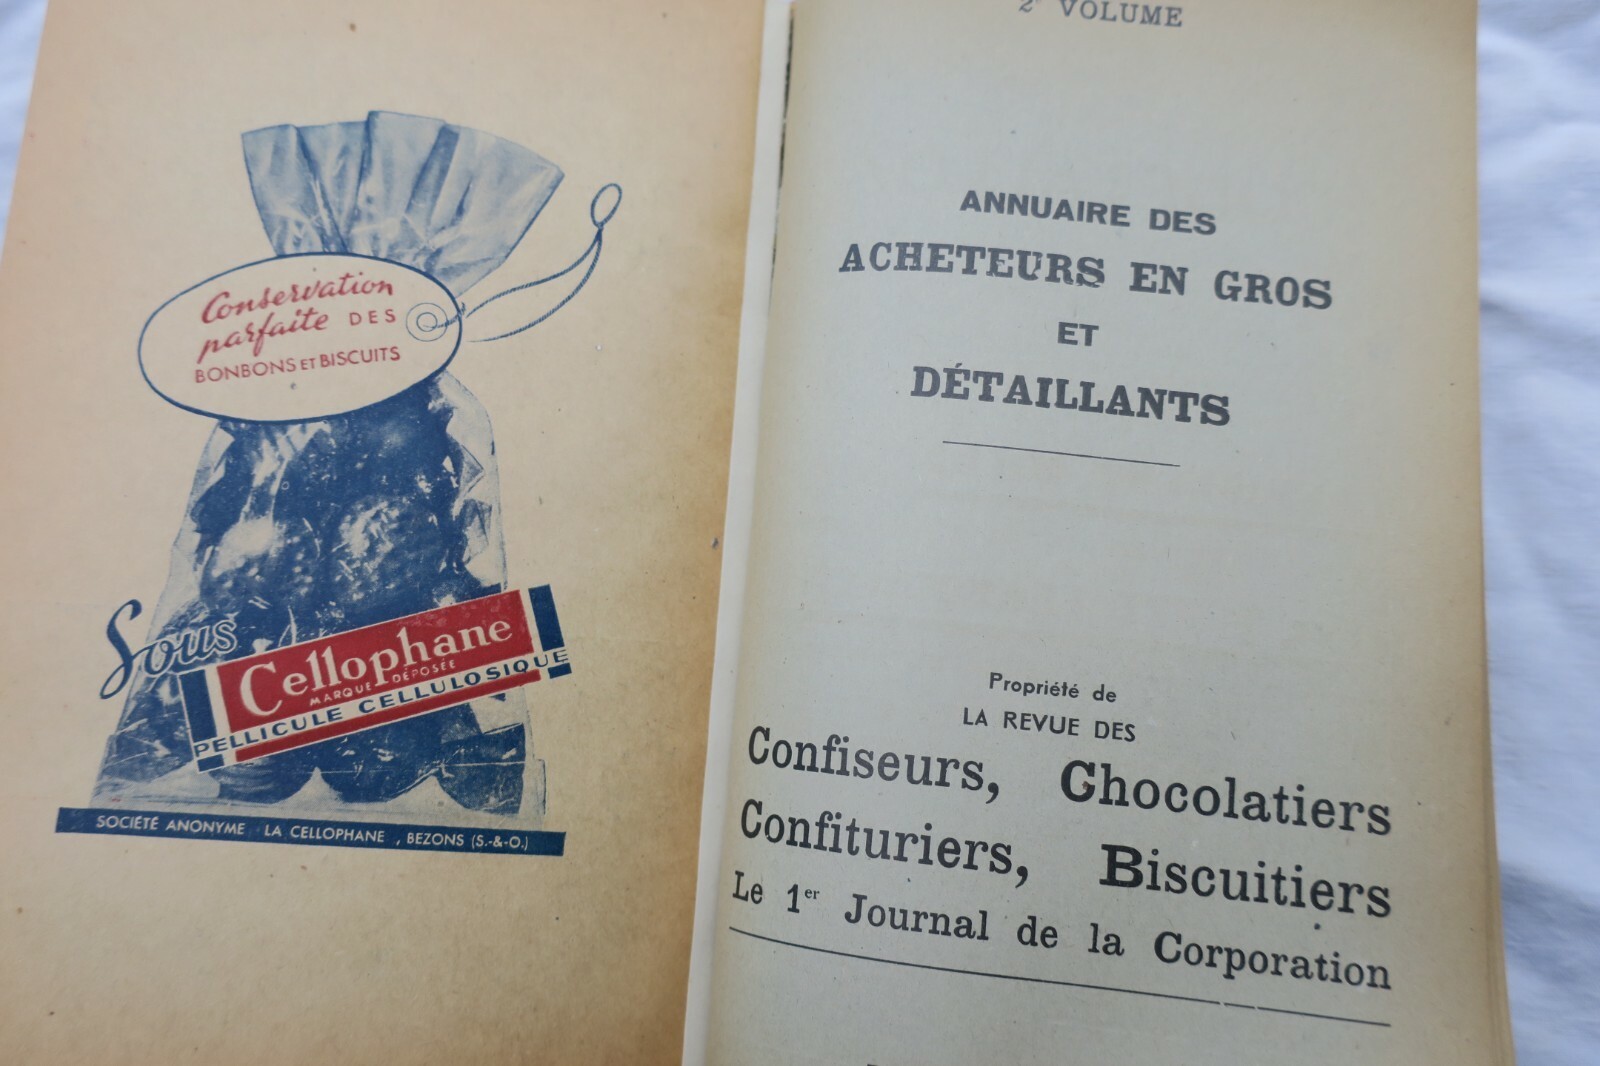 Conservation
parfaite DES
BONBONS ET BISCUITS
Sous
Cellophane
MARQUE DÉPOSÉE
PELLICULE CELLULOSIQUE
SOCIÉTÉ ANONYME LA CELLOPHANE, BEZONS (S.-&-O.)
2e VOLUME
ANNUAIRE DES
ACHETEURS EN GROS
ET
DÉTAILLANTS
Propriété de
LA REVUE DES
Confiseurs, Chocolatiers
Confituriers, Biscuitiers
Le 1er Journal de la Corporation